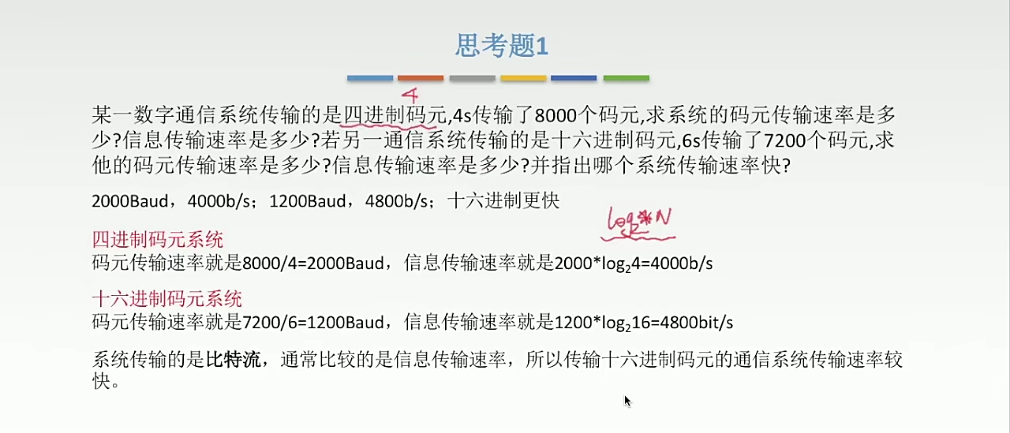 思考题1
4
某一数字通信系统传输的是四进制码元,4s传输了8000个码元,求系统的码元传输速率是多
少?信息传输速率是多少?若另一通信系统传输的是十六进制码元,6s传输了7200个码元,求
他的码元传输速率是多少?信息传输速率是多少?并指出哪个系统传输速率快?
2000Baud，4000b/s；1200Baud，4800b/s；十六进制更快
四进制码元系统
码元传输速率就是8000/4=2000Baud，信息传输速率就是2000*log₂4=4000b/s
十六进制码元系统
码元传输速率就是7200/6=1200Baud，信息传输速率就是1200*log₂16=4800bit/s
系统传输的是比特流，通常比较的是信息传输速率，所以传输十六进制码元的通信系统传输速率较
快。